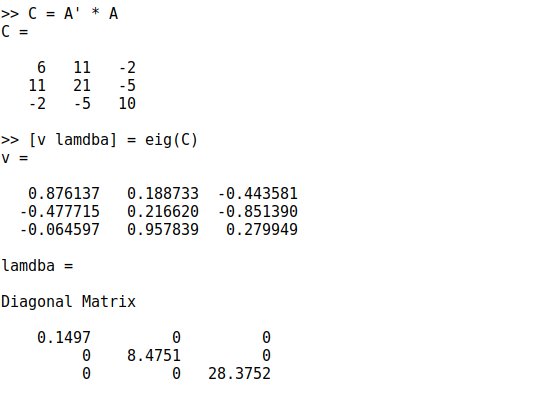 >> C = A' * A
C =
6 11 -2
11 21 -5
-2 -5 10
>> [v lamdba] = eig(C)
v =
0.876137 0.188733 -0.443581
-0.477715 0.216620 -0.851390
-0.064597 0.957839 0.279949
lamdba =
Diagonal Matrix
0.1497 0 0
0 8.4751 0
0 0 28.3752